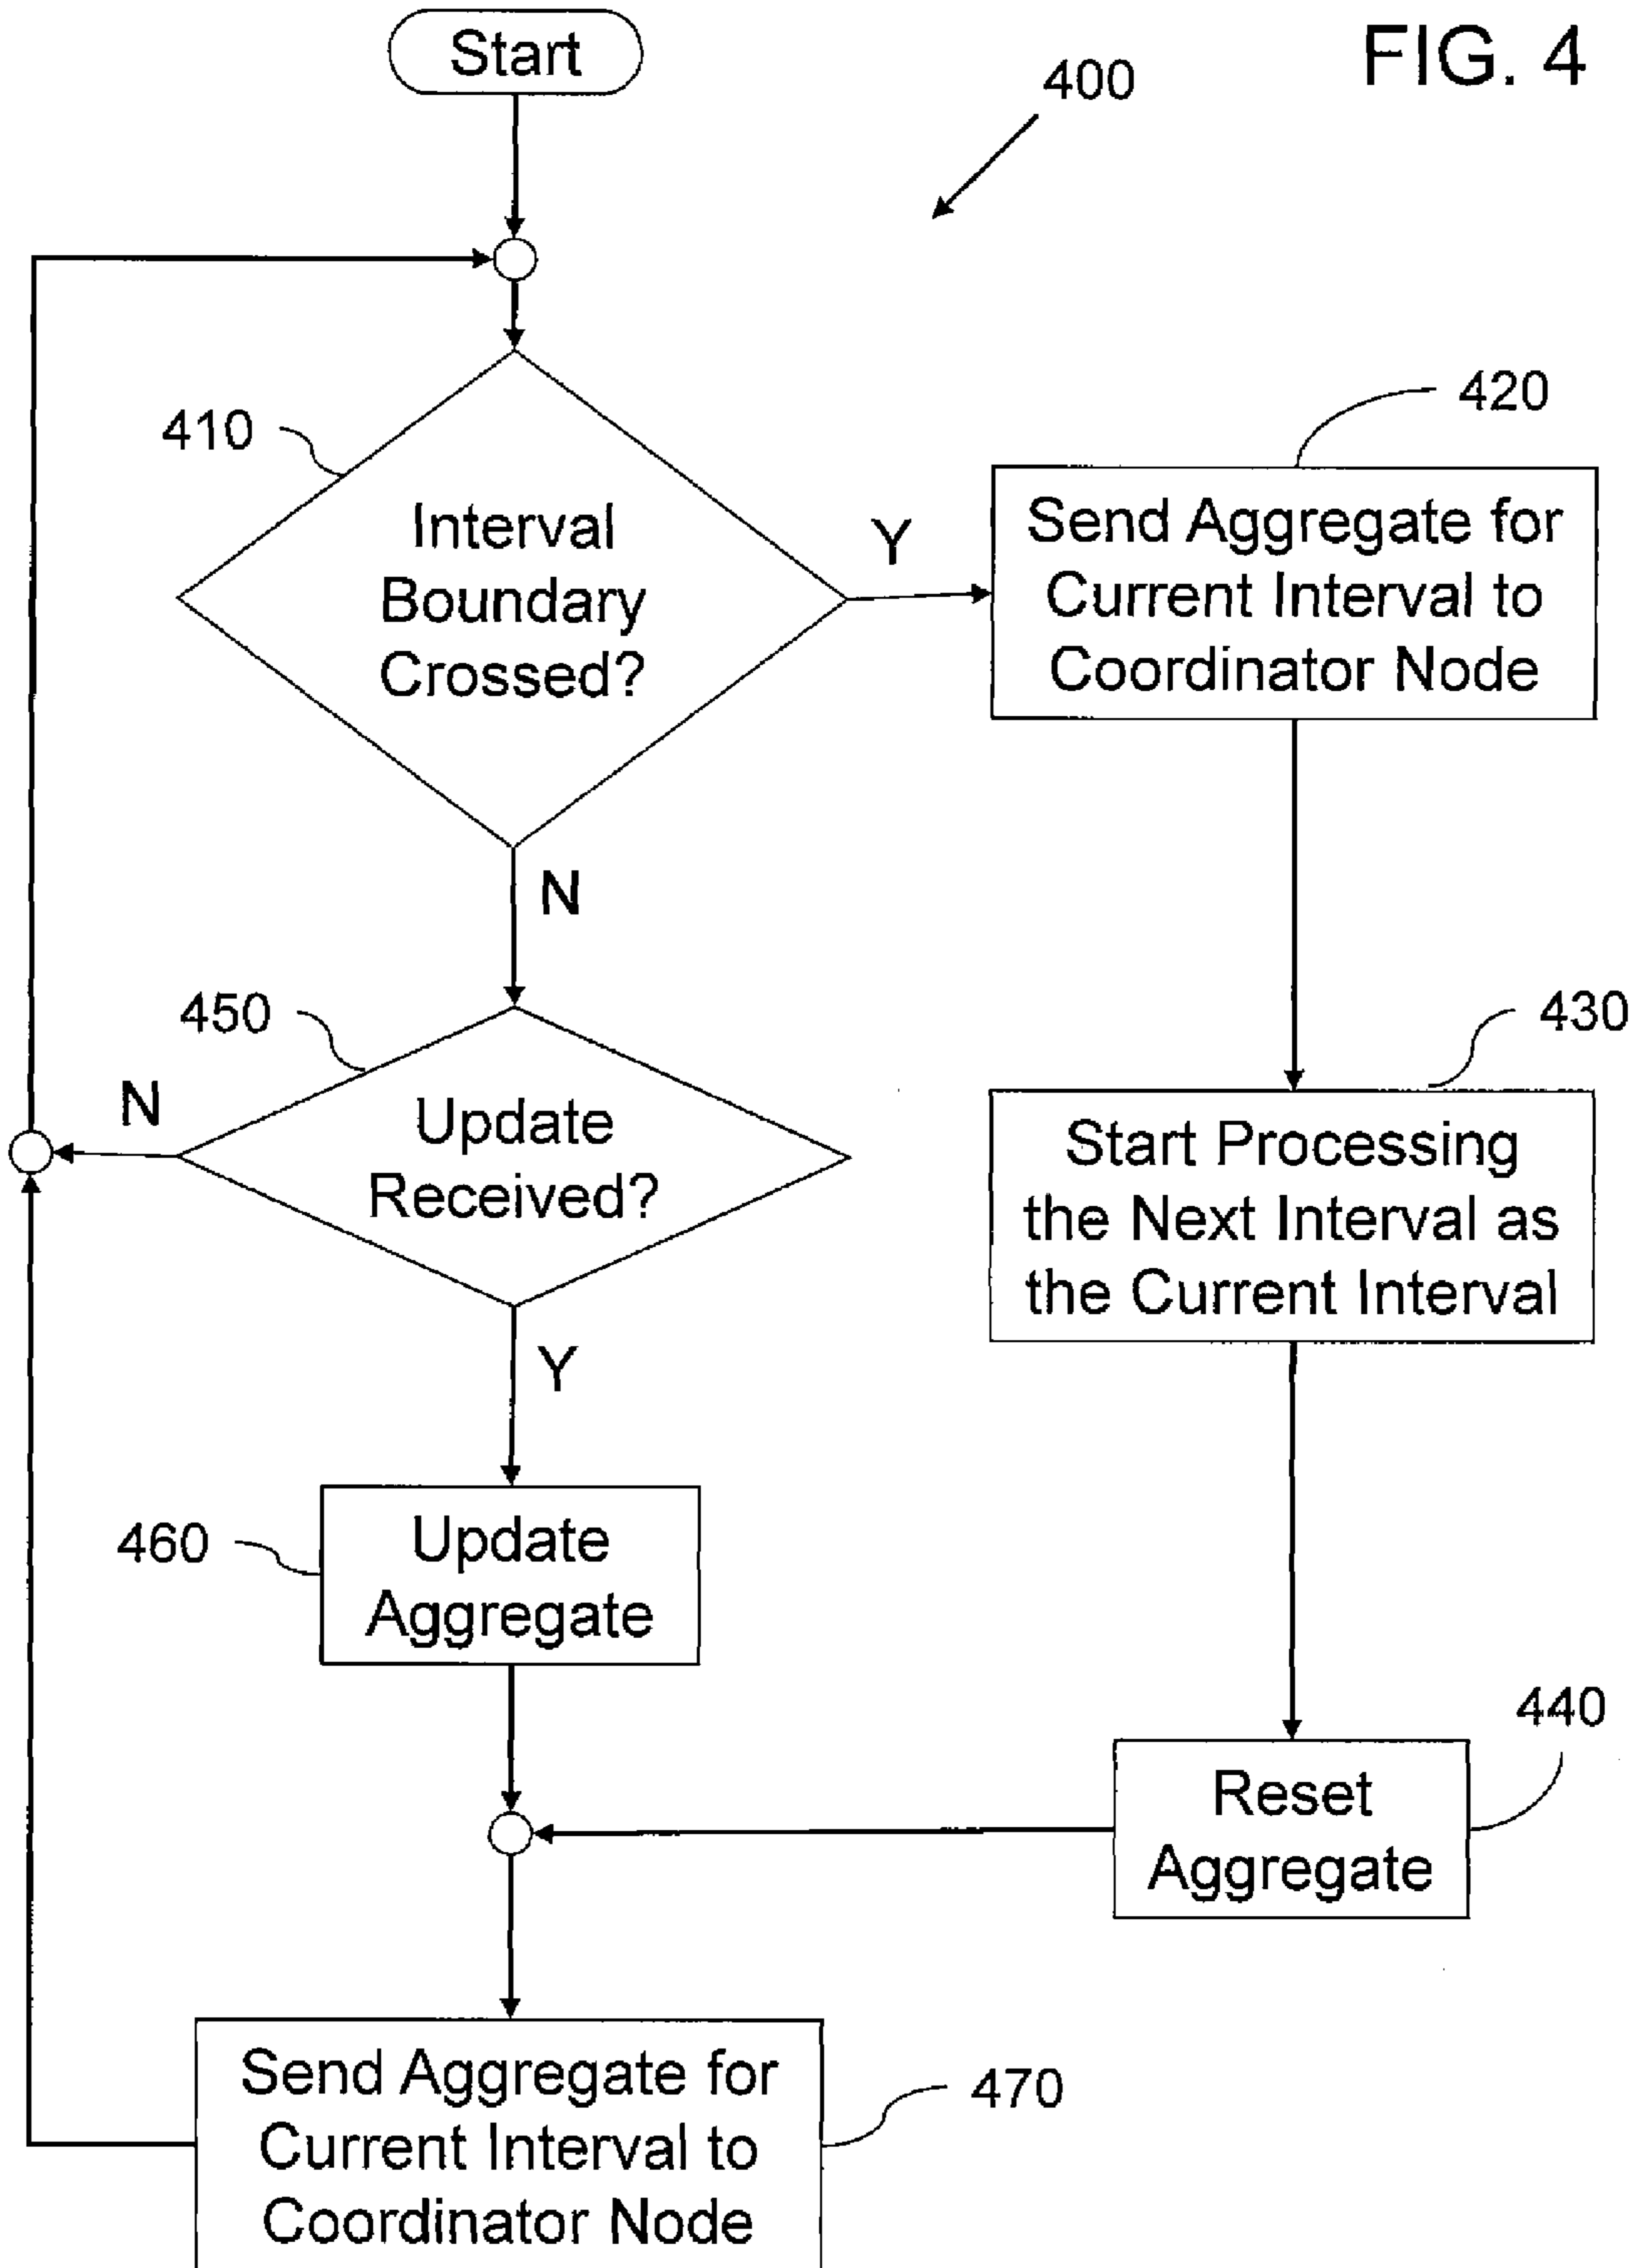 Start
FIG. 4
400
410
Interval
Boundary
Crossed?
Y
420
Send Aggregate for
Current Interval to
Coordinator Node
N
450
N
Update
Received?
430
Start Processing
the Next Interval as
the Current Interval
Y
460
Update
Aggregate
440
Reset
Aggregate
Send Aggregate for
Current Interval to
Coordinator Node
470